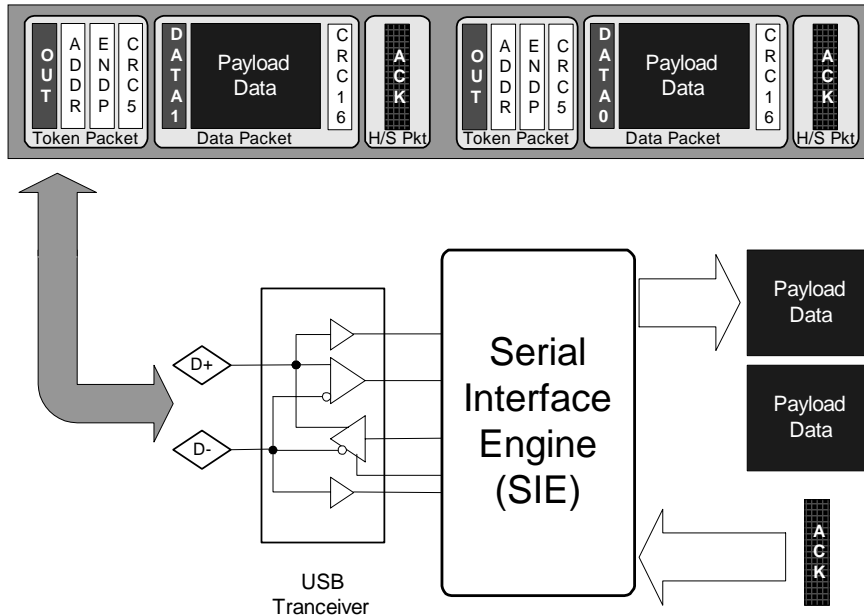 OUT
ADDR
ENDP
CRC5
Token Packet
DATA1
Payload
Data
CRC16
Data Packet
ACK
H/S Pkt
OUT
ADDR
ENDP
CRC5
Token Packet
DATA0
Payload
Data
CRC16
Data Packet
ACK
H/S Pkt
D+
D-
USB
Tranceiver
Serial
Interface
Engine
(SIE)
Payload
Data
Payload
Data
ACK